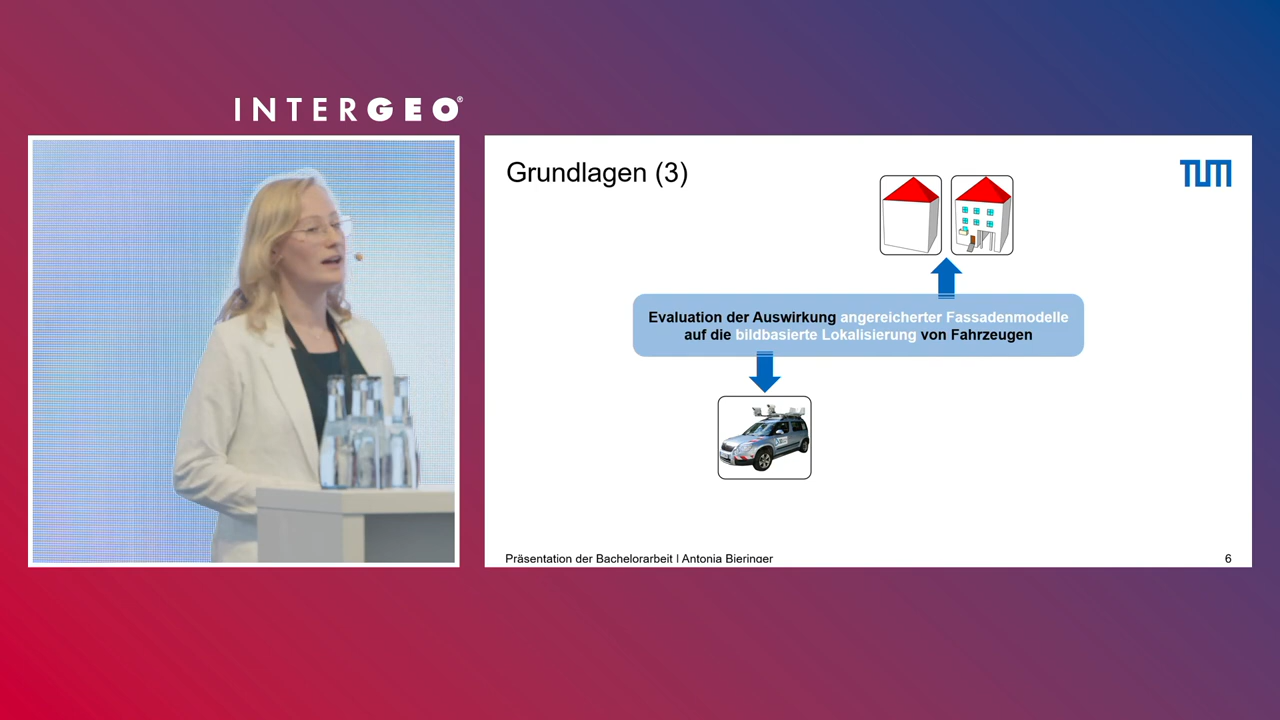 INTERGEO®
Grundlagen (3)
TUM
Evaluation der Auswirkung angereicherter Fassadenmodelle
auf die bildbasierte Lokalisierung von Fahrzeugen
Präsentation der Bachelorarbeit | Antonia Bieringer
6